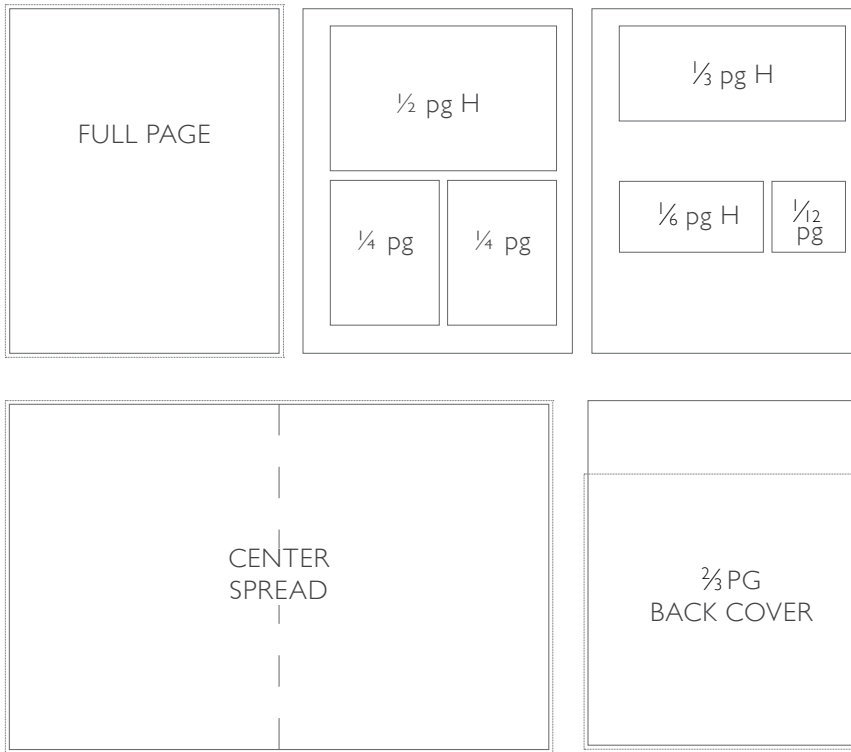 FULL PAGE
½ pg H
¼ pg
¼ pg
⅓ pg H
⅙ pg H
1/12
pg
CENTER
SPREAD
⅔ PG
BACK COVER